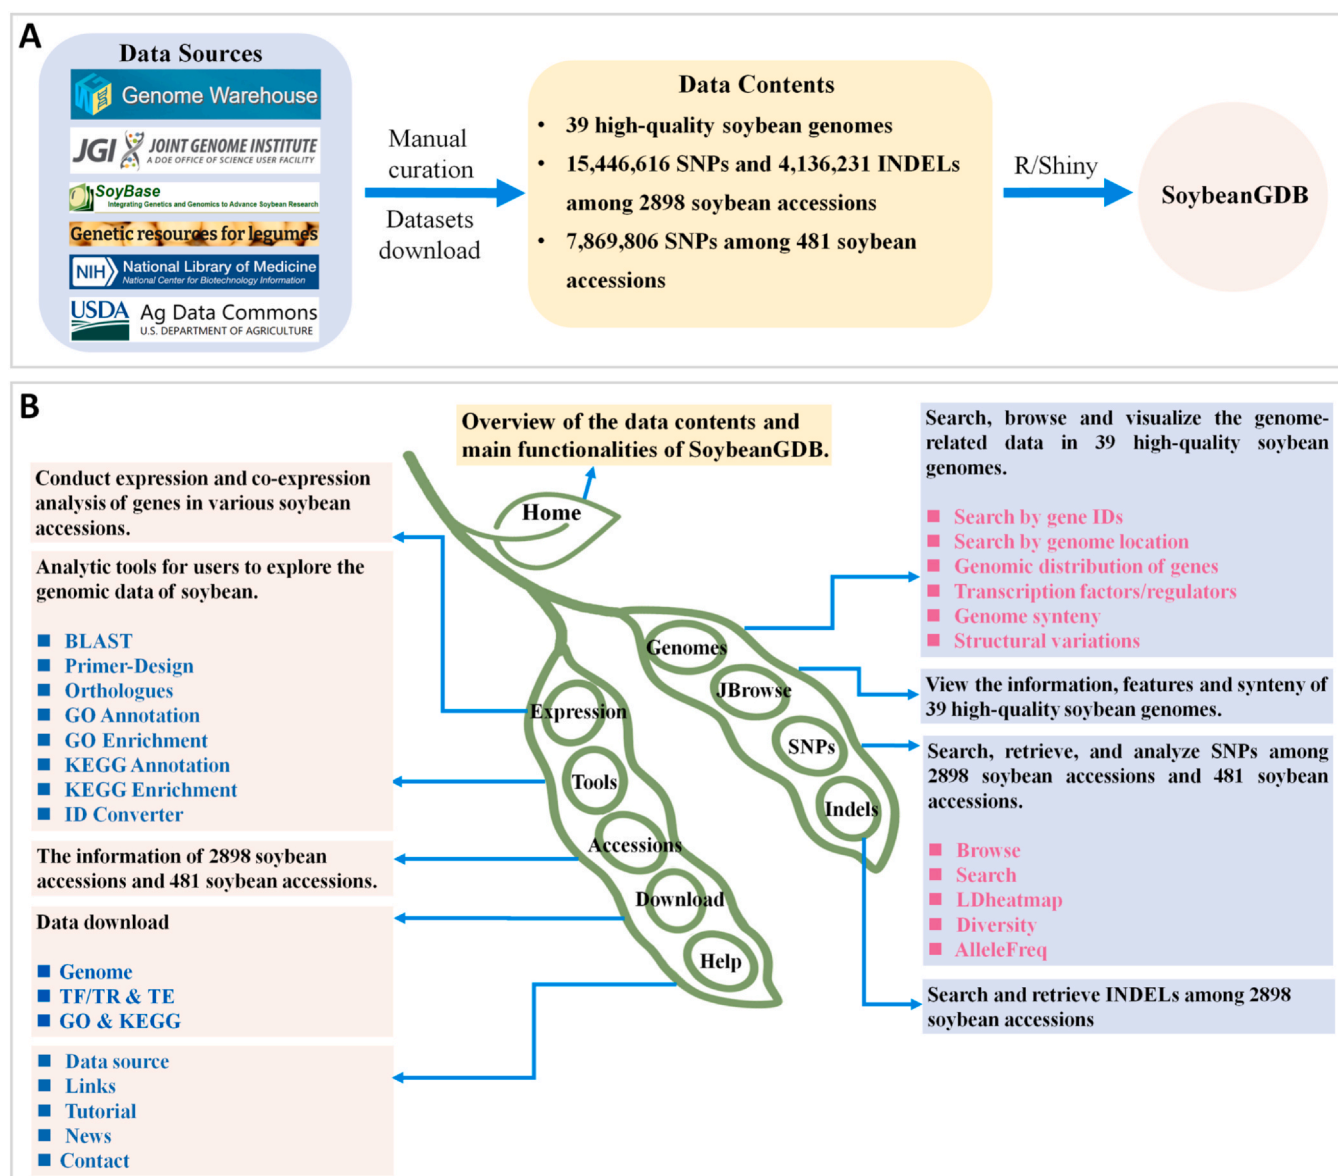 A
Data Sources
Genome Warehouse
JGI JOINT GENOME INSTITUTE
A DOE OFFICE OF SCIENCE USER FACILITY
SoyBase
Integrating Genetics and Genomics to Advance Soybean Research
Genetic resources for legumes
NIH National Library of Medicine
National Center for Biotechnology Information
USDA Ag Data Commons
U.S. DEPARTMENT OF AGRICULTURE
Manual
curation
Datasets
download
Data Contents
• 39 high-quality soybean genomes
• 15,446,616 SNPs and 4,136,231 INDELs
among 2898 soybean accessions
• 7,869,806 SNPs among 481 soybean
accessions
R/Shiny
SoybeanGDB
B
Overview of the data contents and
main functionalities of SoybeanGDB.
Home
Conduct expression and co-expression
analysis of genes in various soybean
accessions.
Analytic tools for users to explore the
genomic data of soybean.
BLAST
Primer-Design
Orthologues
GO Annotation
GO Enrichment
KEGG Annotation
KEGG Enrichment
ID Converter
The information of 2898 soybean
accessions and 481 soybean accessions.
Data download
Genome
TF/TR & TE
GO & KEGG
Data source
Links
Tutorial
News
Contact
Expression
Tools
Accessions
Download
Help
Genomes
JBrowse
SNPs
Indels
Search, browse and visualize the genome-
related data in 39 high-quality soybean
genomes.
Search by gene IDs
Search by genome location
Genomic distribution of genes
Transcription factors/regulators
Genome synteny
Structural variations
View the information, features and synteny of
39 high-quality soybean genomes.
Search, retrieve, and analyze SNPs among
2898 soybean accessions and 481 soybean
accessions.
Browse
Search
LDheatmap
Diversity
AlleleFreq
Search and retrieve INDELs among 2898
soybean accessions